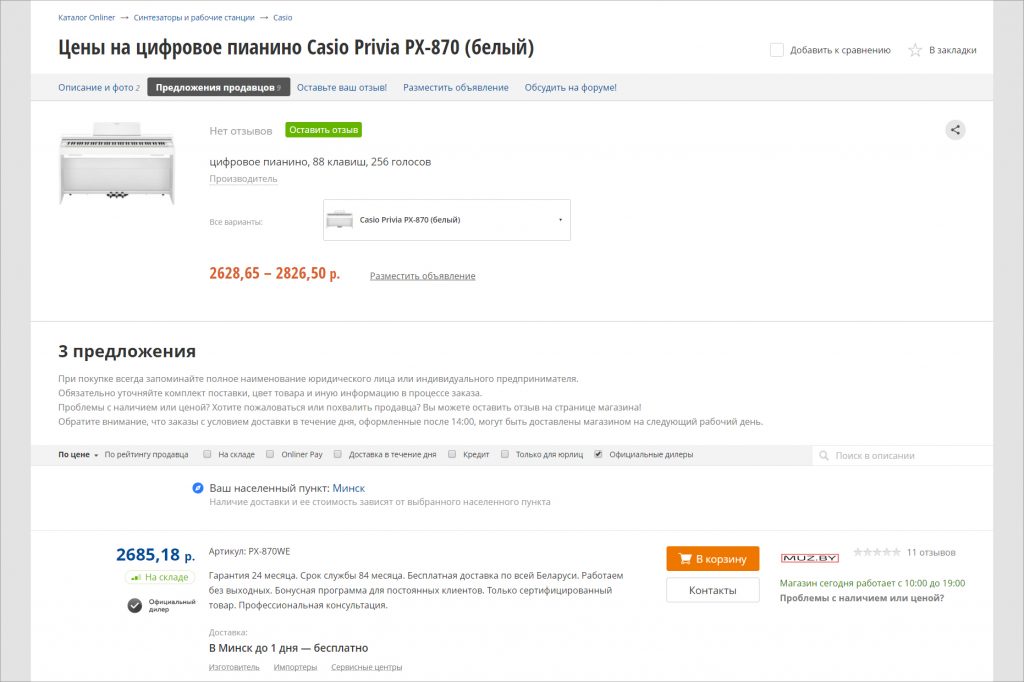 Каталог Onliner → Синтезаторы и рабочие станции → Casio
Цены на цифровое пианино Casio Privia PX-870 (белый)
Добавить к сравнению
В закладки
Описание и фото 2
Предложения продавцов 9
Оставьте ваш отзыв!
Разместить объявление
Обсудить на форуме!
Нет отзывов
Оставить отзыв
цифровое пианино, 88 клавиш, 256 голосов
Производитель
Все варианты:
Casio Privia PX-870 (белый)
2628,65 – 2826,50 р.
Разместить объявление
3 предложения
При покупке всегда запоминайте полное наименование юридического лица или индивидуального предпринимателя.
Обязательно уточняйте комплект поставки, цвет товара и иную информацию в процессе заказа.
Проблемы с наличием или ценой? Хотите пожаловаться или похвалить продавца? Вы можете оставить отзыв на странице магазина!
Обратите внимание, что заказы с условием доставки в течение дня, оформленные после 14:00, могут быть доставлены магазином на следующий рабочий день.
По цене
По рейтингу продавца
На складе
Onliner Pay
Доставка в течение дня
Кредит
Только для юрлиц
Официальные дилеры
Поиск в описании
Ваш населенный пункт: Минск
Наличие доставки и ее стоимость зависят от выбранного населенного пункта
2685,18 р.
На складе
Официальный
дилер
Артикул: PX-870WE
Гарантия 24 месяца. Срок службы 84 месяца. Бесплатная доставка по всей Беларуси. Работаем
без выходных. Бонусная программа для постоянных клиентов. Только сертифицированный
товар. Профессиональная консультация.
Доставка:
В Минск до 1 дня — бесплатно
Изготовитель
Импортеры
Сервисные центры
В корзину
Контакты
MUZ.BY
11 отзывов
Магазин сегодня работает с 10:00 до 19:00
Проблемы с наличием или ценой?